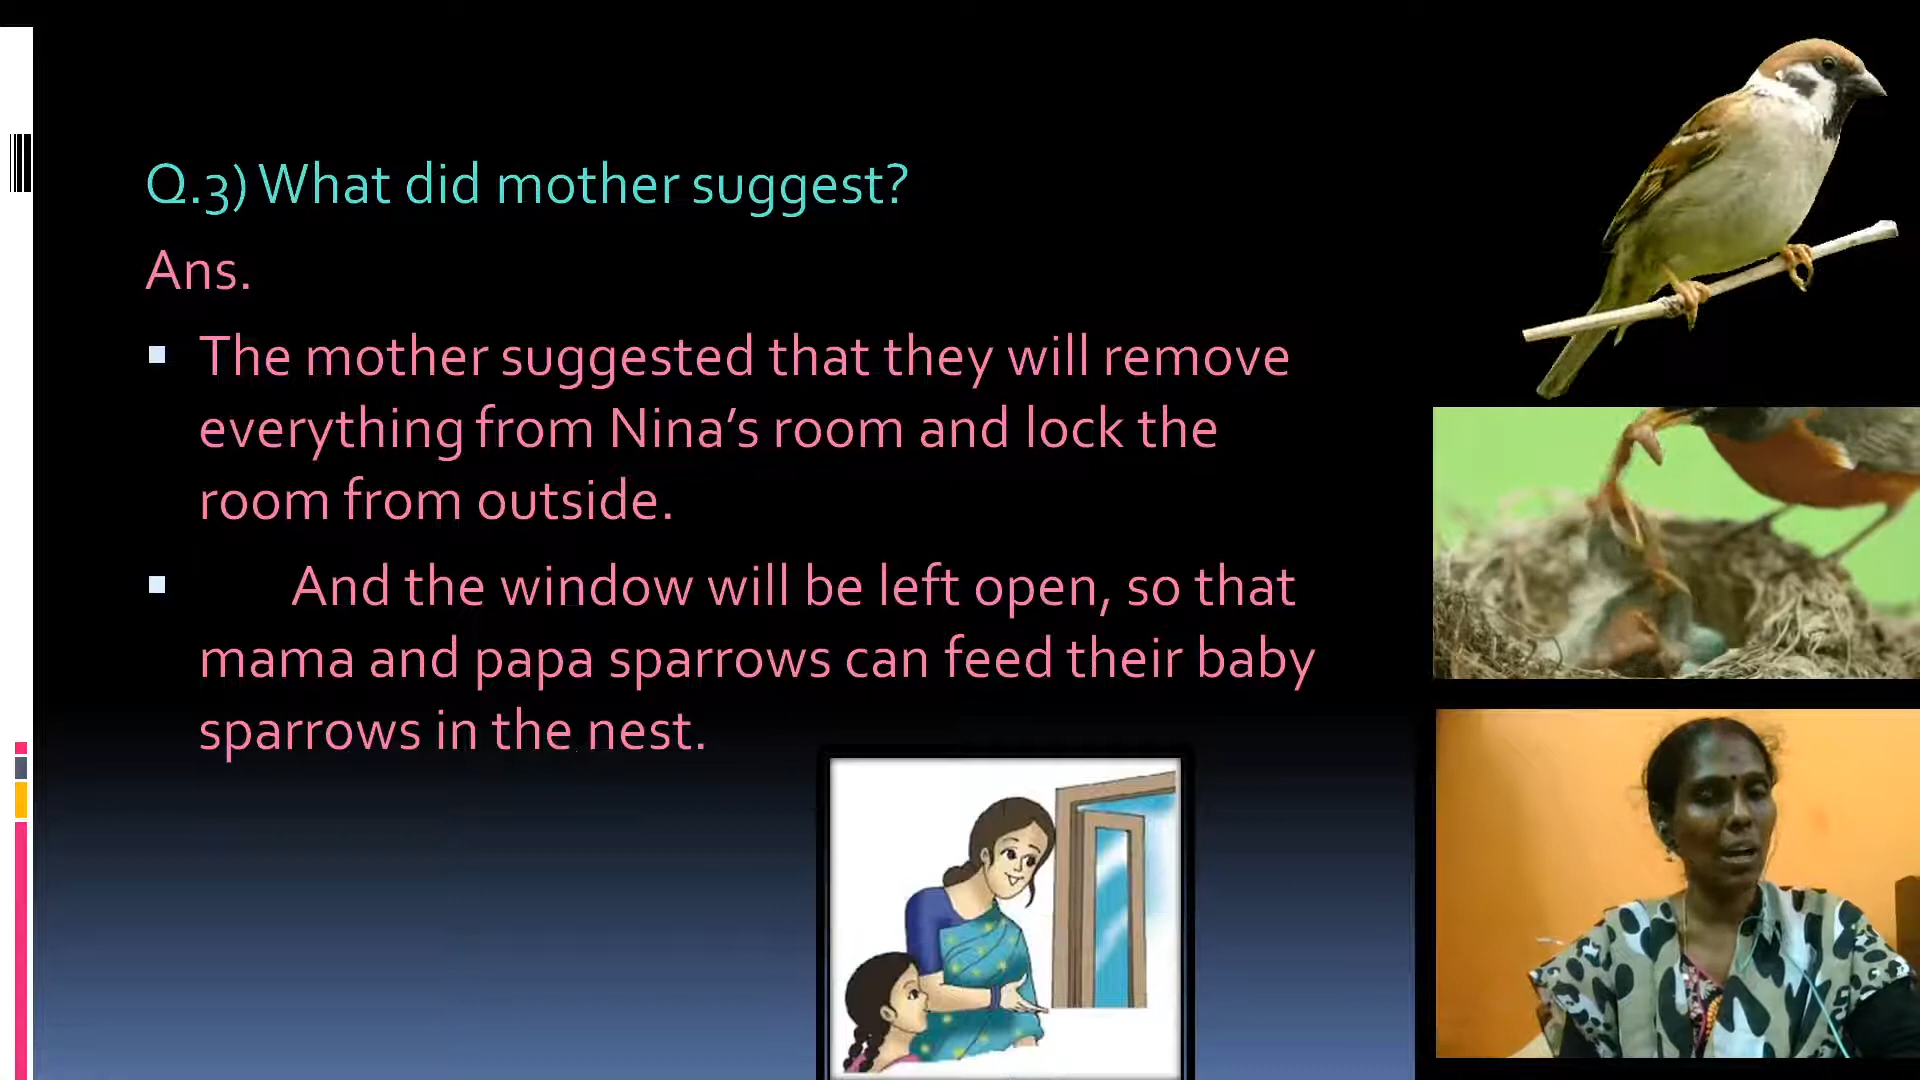 Q.3) What did mother suggest?
Ans.
The mother suggested that they will remove
everything from Nina’s room and lock the
room from outside.
And the window will be left open, so that
mama and papa sparrows can feed their baby
sparrows in the nest.